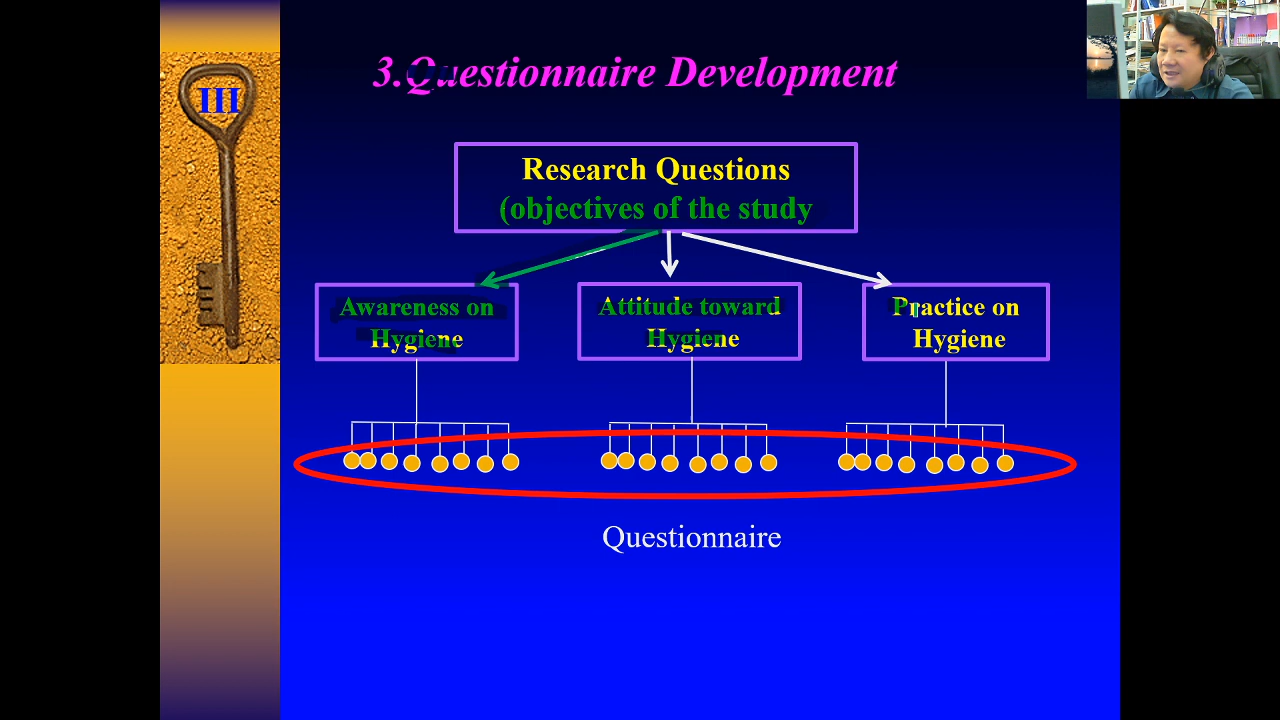 3.Questionnaire Development
III
Research Questions
(objectives of the study
Awareness on
Hygiene
Attitude toward
Hygiene
Practice on
Hygiene
Questionnaire